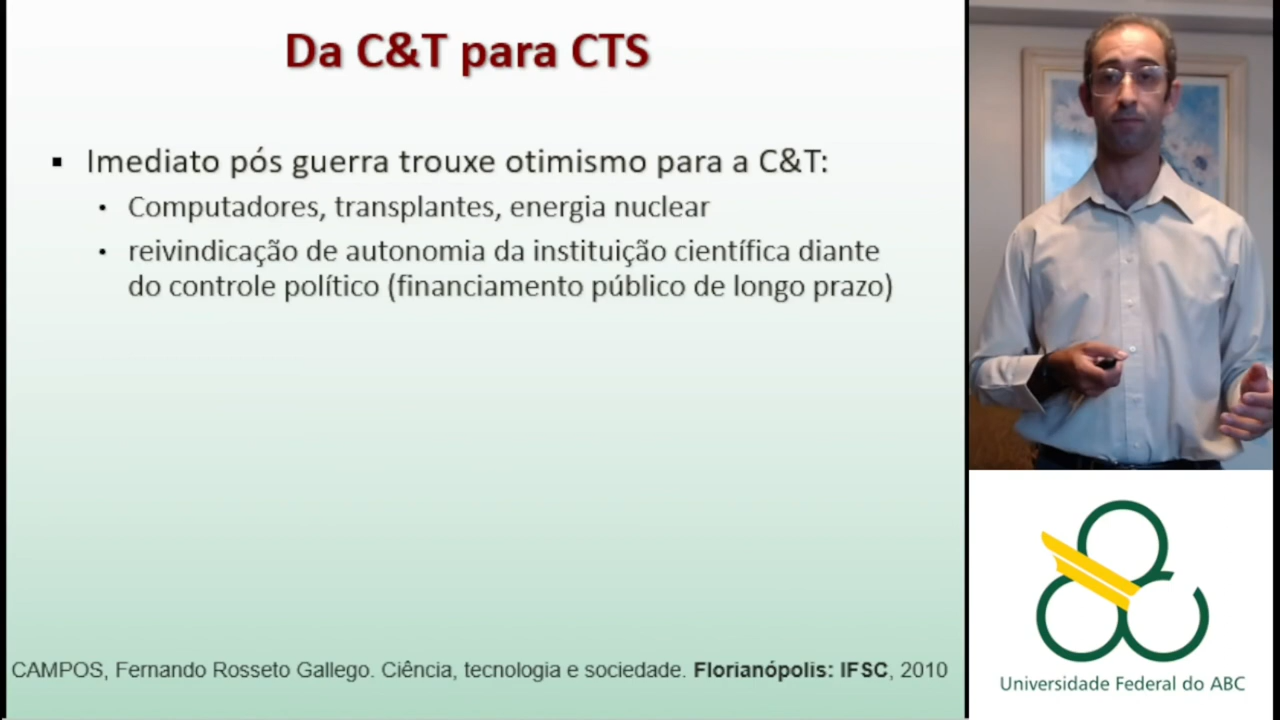 Da C&T para CTS
Imediato pós guerra trouxe otimismo para a C&T:
Computadores, transplantes, energia nuclear
reivindicação de autonomia da instituição científica diante
do controle político (financiamento público de longo prazo)
CAMPOS, Fernando Rosseto Gallego. Ciência, tecnologia e sociedade. Florianópolis: IFSC, 2010
Universidade Federal do ABC